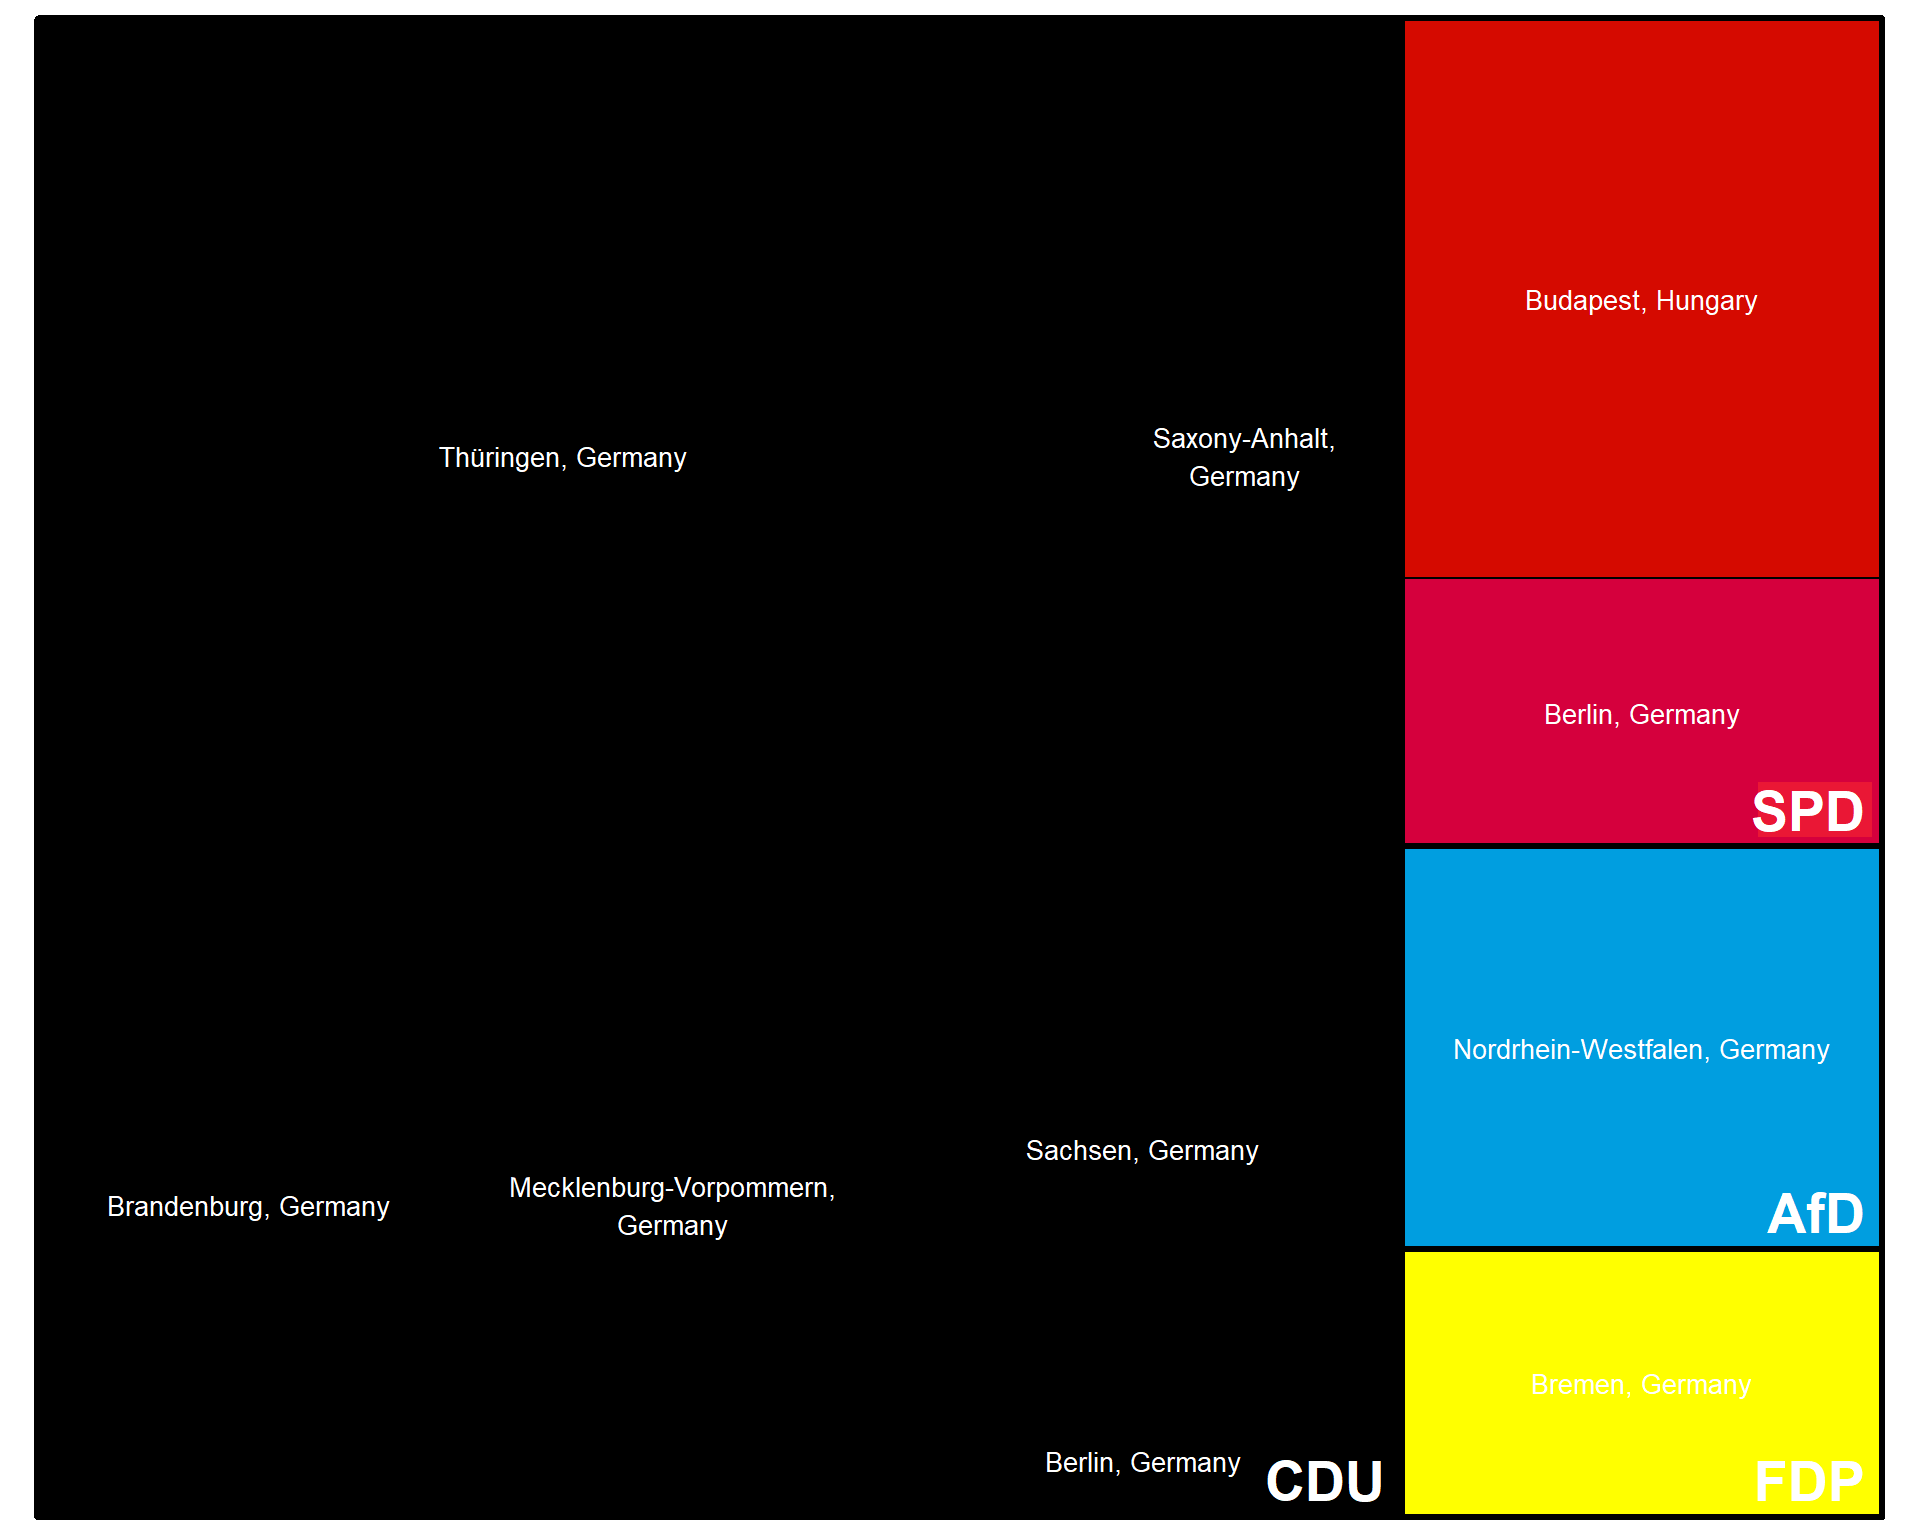 Thüringen, Germany
Saxony-Anhalt,
Germany
Brandenburg, Germany
Mecklenburg-Vorpommern,
Germany
Sachsen, Germany
Berlin, Germany
CDU
Budapest, Hungary
Berlin, Germany
SPD
Nordrhein-Westfalen, Germany
AfD
Bremen, Germany
FDP